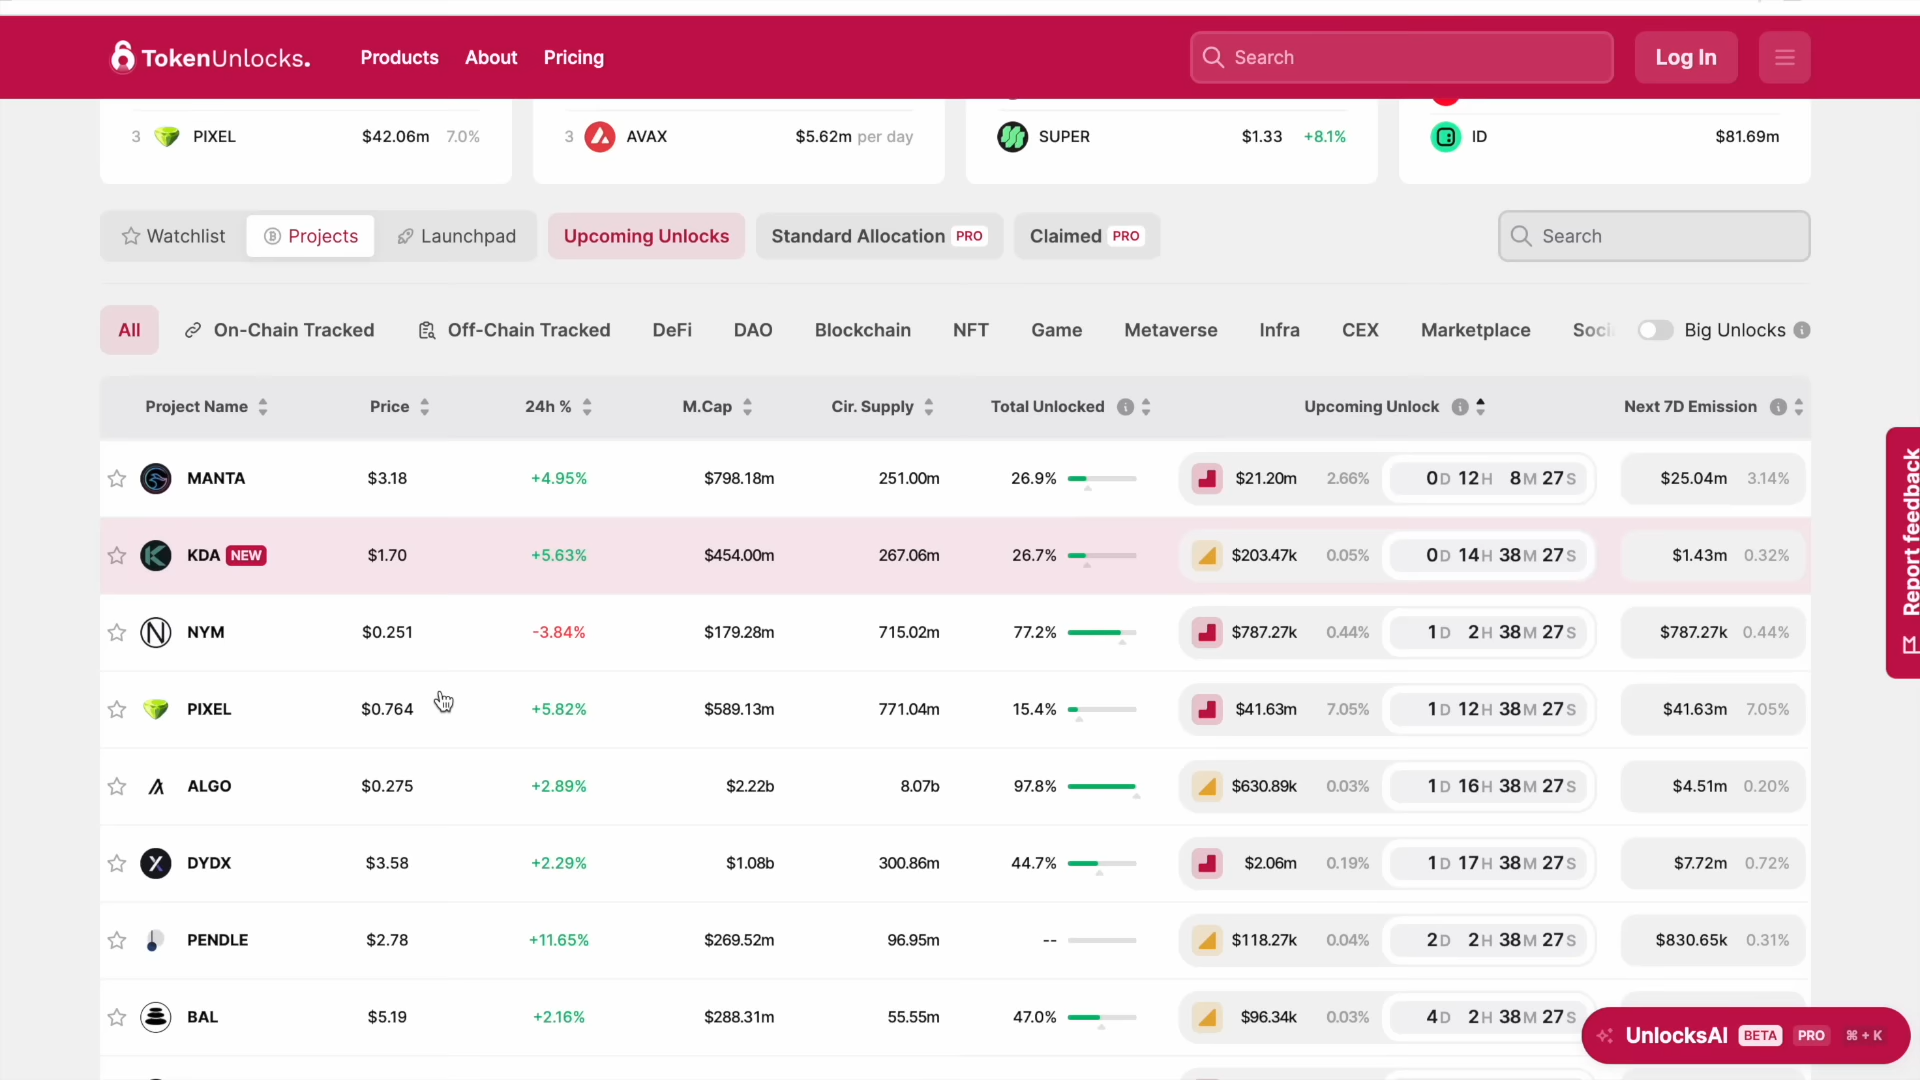 TokenUnlocks.
Products About Pricing
Search
Log In
3 PIXEL $42.06m 7.0%
3 AVAX $5.62m per day
SUPER $1.33 +8.1%
ID $81.69m
Watchlist Projects Launchpad Upcoming Unlocks Standard Allocation PRO Claimed PRO Search
All On-Chain Tracked Off-Chain Tracked DeFi DAO Blockchain NFT Game Metaverse Infra CEX Marketplace Soci Big Unlocks
Project Name Price 24h % M.Cap Cir. Supply Total Unlocked Upcoming Unlock Next 7D Emission
MANTA $3.18 +4.95% $798.18m 251.00m 26.9% $21.20m 2.66% 0D 12H 8M 27S $25.04m 3.14%
KDA NEW $1.70 +5.63% $454.00m 267.06m 26.7% $203.47k 0.05% 0D 14H 38M 27S $1.43m 0.32%
NYM $0.251 -3.84% $179.28m 715.02m 77.2% $787.27k 0.44% 1D 2H 38M 27S $787.27k 0.44%
PIXEL $0.764 +5.82% $589.13m 771.04m 15.4% $41.63m 7.05% 1D 12H 38M 27S $41.63m 7.05%
ALGO $0.275 +2.89% $2.22b 8.07b 97.8% $630.89k 0.03% 1D 16H 38M 27S $4.51m 0.20%
DYDX $3.58 +2.29% $1.08b 300.86m 44.7% $2.06m 0.19% 1D 17H 38M 27S $7.72m 0.72%
PENDLE $2.78 +11.65% $269.52m 96.95m -- $118.27k 0.04% 2D 2H 38M 27S $830.65k 0.31%
BAL $5.19 +2.16% $288.31m 55.55m 47.0% $96.34k 0.03% 4D 2H 38M 27S
Report feedback
UnlocksAI BETA PRO ⌘ + K